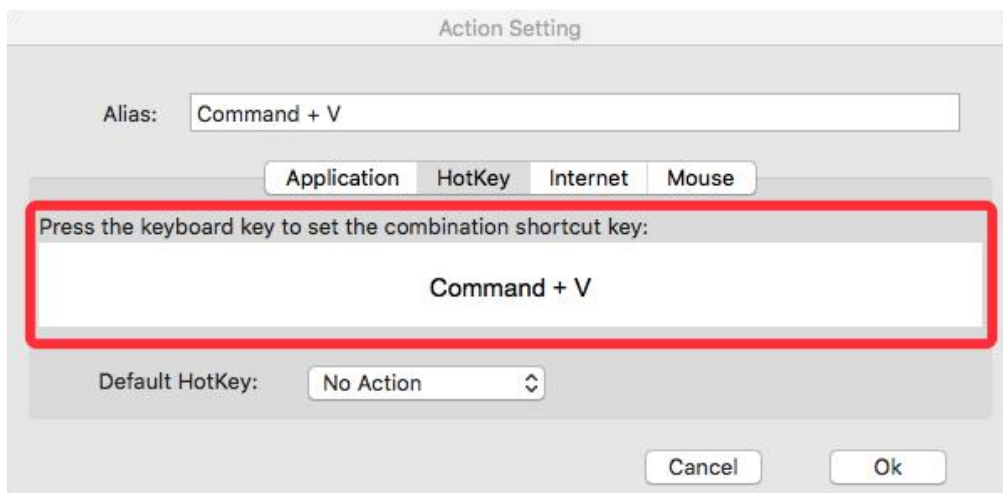 Action Setting
Alias: Command + V
Application HotKey Internet Mouse
Press the keyboard key to set the combination shortcut key:
Command + V
Default HotKey: No Action
Cancel Ok